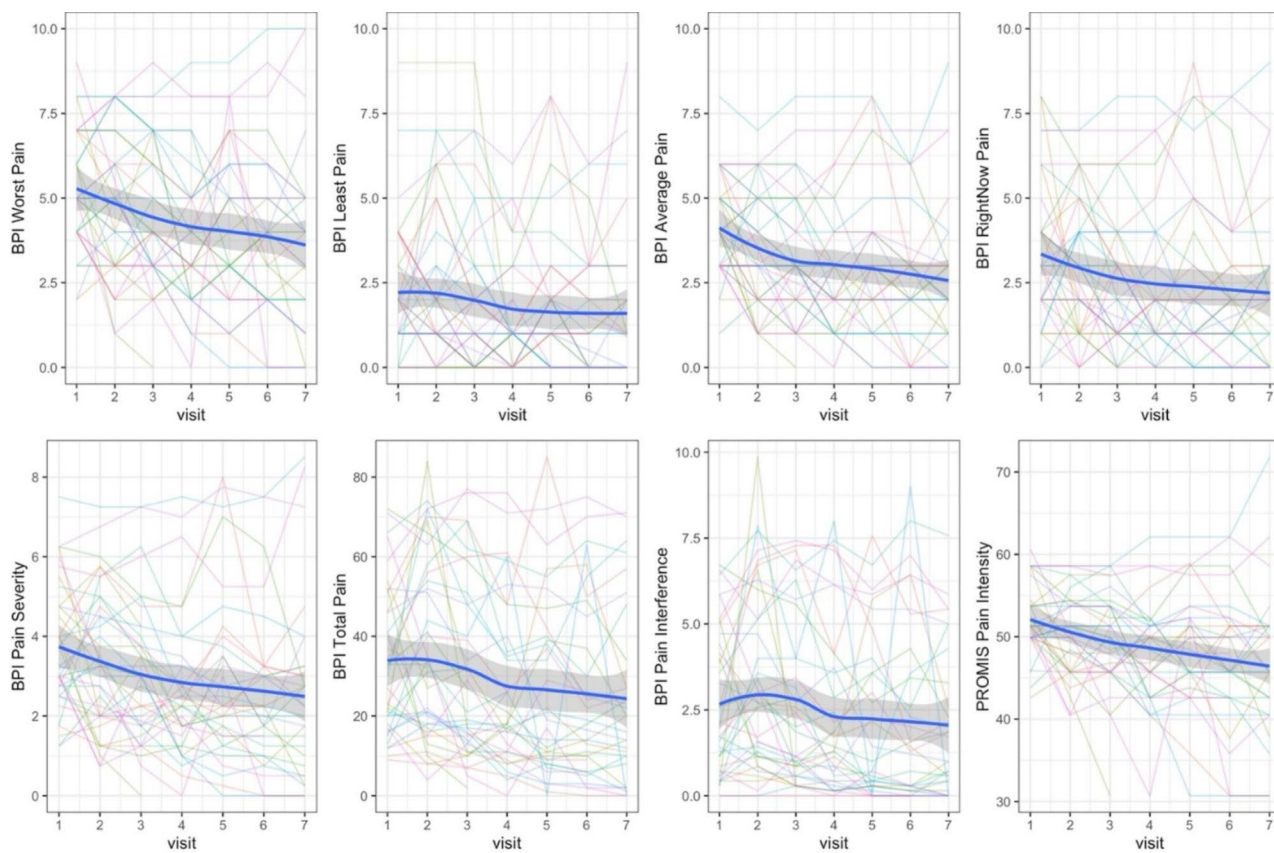 BPI Worst Pain
10.0
7.5
5.0
2.5
0.0
1 2 3 4 5 6 7
visit
BPI Least Pain
10.0
7.5
5.0
2.5
0.0
1 2 3 4 5 6 7
visit
BPI Average Pain
10.0
7.5
5.0
2.5
0.0
1 2 3 4 5 6 7
visit
BPI RightNow Pain
10.0
7.5
5.0
2.5
0.0
1 2 3 4 5 6 7
visit
BPI Pain Severity
8
6
4
2
0
1 2 3 4 5 6 7
visit
BPI Total Pain
80
60
40
20
0
1 2 3 4 5 6 7
visit
BPI Pain Interference
10.0
7.5
5.0
2.5
0.0
1 2 3 4 5 6 7
visit
PROMIS Pain Intensity
70
60
50
40
30
1 2 3 4 5 6 7
visit